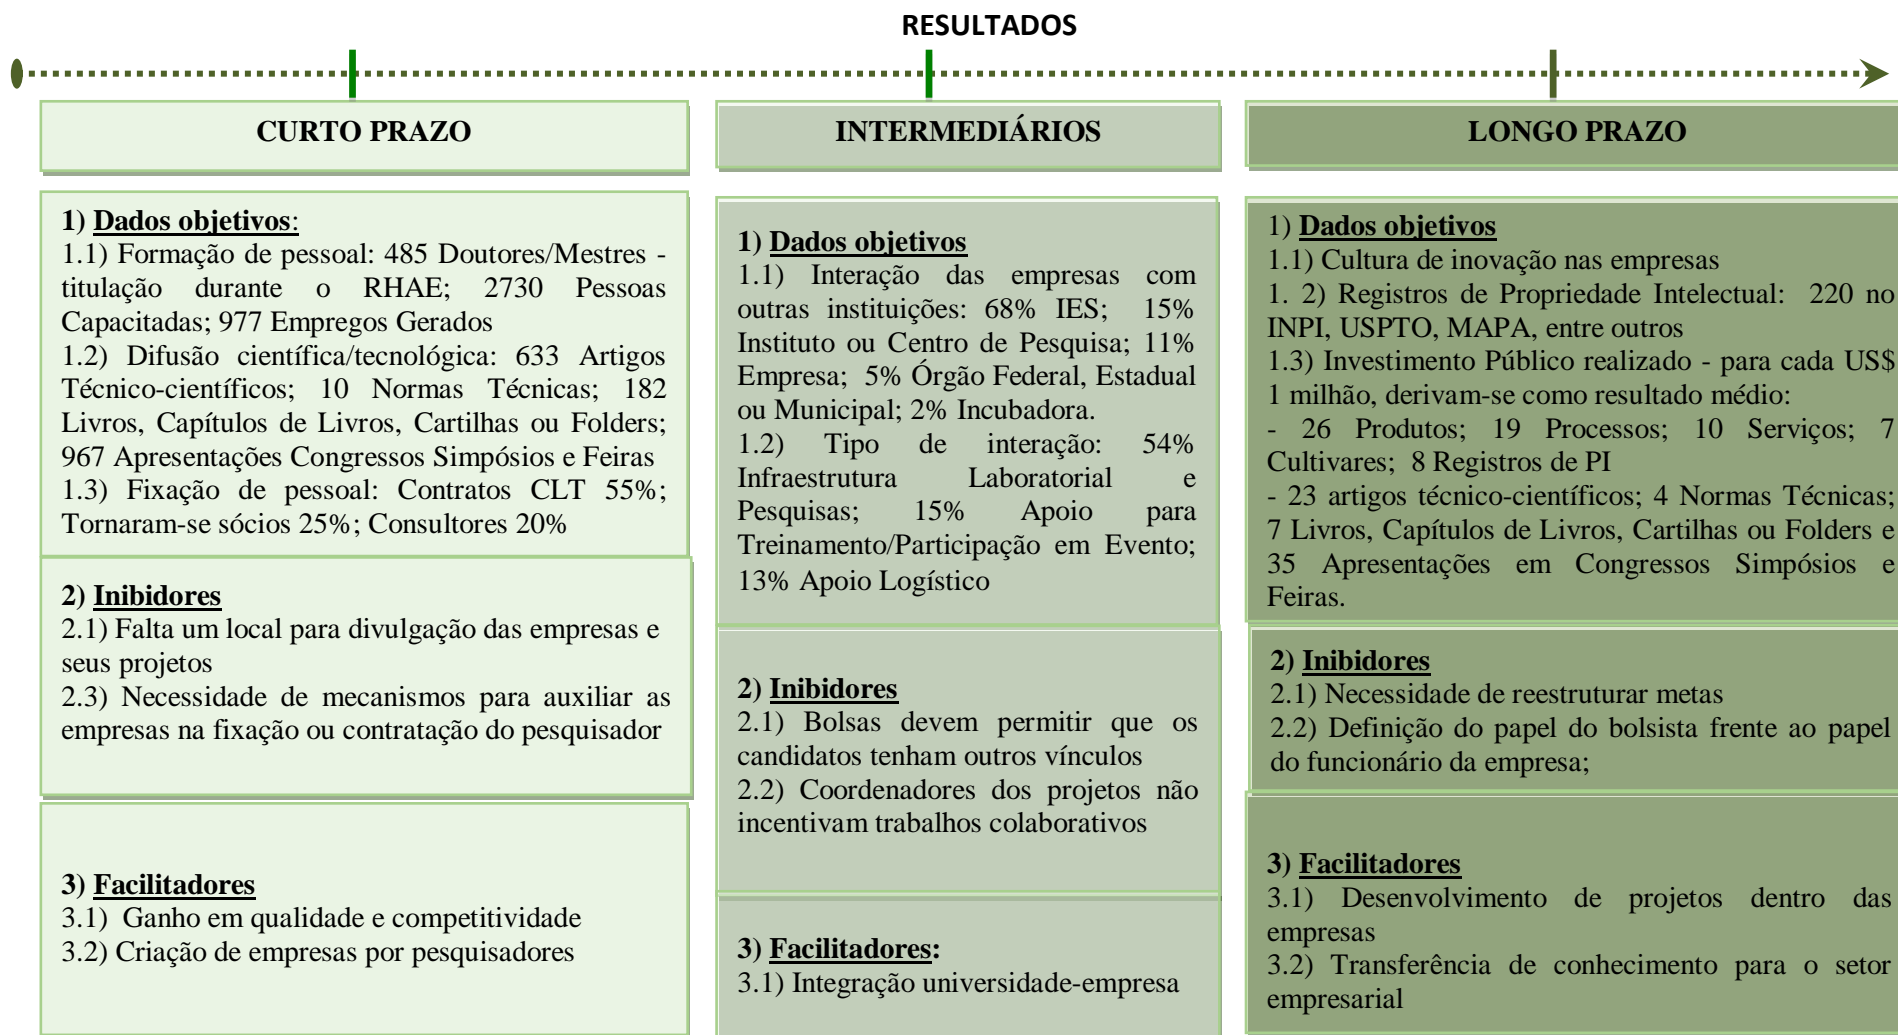 RESULTADOS
CURTO PRAZO
1) Dados objetivos:
1.1) Formação de pessoal: 485 Doutores/Mestres -
titulação durante o RHAE; 2730 Pessoas
Capacitadas; 977 Empregos Gerados
1.2) Difusão científica/tecnológica: 633 Artigos
Técnico-científicos; 10 Normas Técnicas; 182
Livros, Capítulos de Livros, Cartilhas ou Folders;
967 Apresentações Congressos Simpósios e Feiras
1.3) Fixação de pessoal: Contratos CLT 55%;
Tornaram-se sócios 25%; Consultores 20%
2) Inibidores
2.1) Falta um local para divulgação das empresas e
seus projetos
2.3) Necessidade de mecanismos para auxiliar as
empresas na fixação ou contratação do pesquisador
3) Facilitadores
3.1) Ganho em qualidade e competitividade
3.2) Criação de empresas por pesquisadores
INTERMEDIÁRIOS
1) Dados objetivos
1.1) Interação das empresas com
outras instituições: 68% IES; 15%
Instituto ou Centro de Pesquisa; 11%
Empresa; 5% Órgão Federal, Estadual
ou Municipal; 2% Incubadora.
1.2) Tipo de interação: 54%
Infraestrutura Laboratorial e
Pesquisas; 15% Apoio para
Treinamento/Participação em Evento;
13% Apoio Logístico
2) Inibidores
2.1) Bolsas devem permitir que os
candidatos tenham outros vínculos
2.2) Coordenadores dos projetos não
incentivam trabalhos colaborativos
3) Facilitadores:
3.1) Integração universidade-empresa
LONGO PRAZO
1) Dados objetivos
1.1) Cultura de inovação nas empresas
1. 2) Registros de Propriedade Intelectual: 220 no
INPI, USPTO, MAPA, entre outros
1.3) Investimento Público realizado - para cada US$
1 milhão, derivam-se como resultado médio:
- 26 Produtos; 19 Processos; 10 Serviços; 7
Cultivares; 8 Registros de PI
- 23 artigos técnico-científicos; 4 Normas Técnicas;
7 Livros, Capítulos de Livros, Cartilhas ou Folders e
35 Apresentações em Congressos Simpósios e
Feiras.
2) Inibidores
2.1) Necessidade de reestruturar metas
2.2) Definição do papel do bolsista frente ao papel
do funcionário da empresa;
3) Facilitadores
3.1) Desenvolvimento de projetos dentro das
empresas
3.2) Transferência de conhecimento para o setor
empresarial